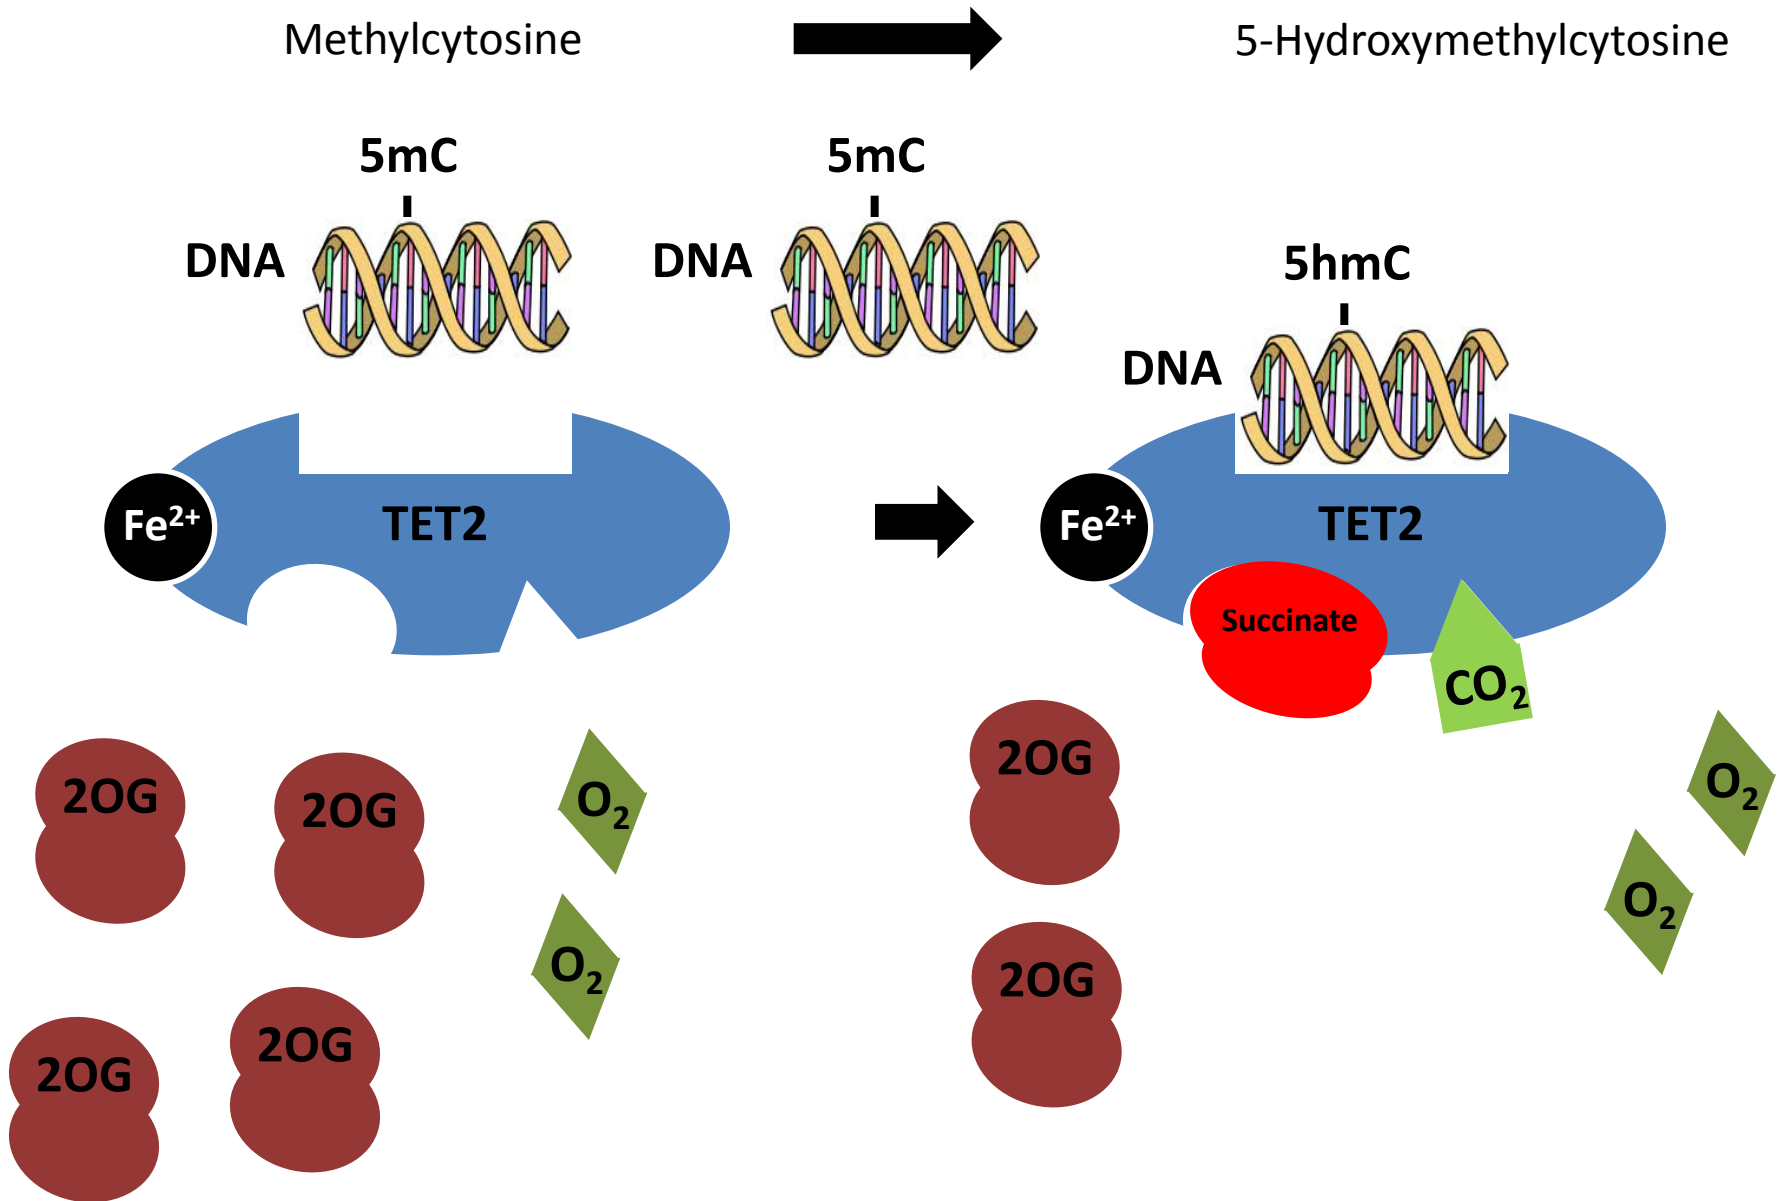 Methylcytosine
5-Hydroxymethylcytosine
5mC
5mC
DNA
DNA
5hmC
DNA
Fe²⁺
TET2
Fe²⁺
TET2
Succinate
CO₂
2OG
2OG
O₂
2OG
O₂
O₂
O₂
2OG
2OG
2OG